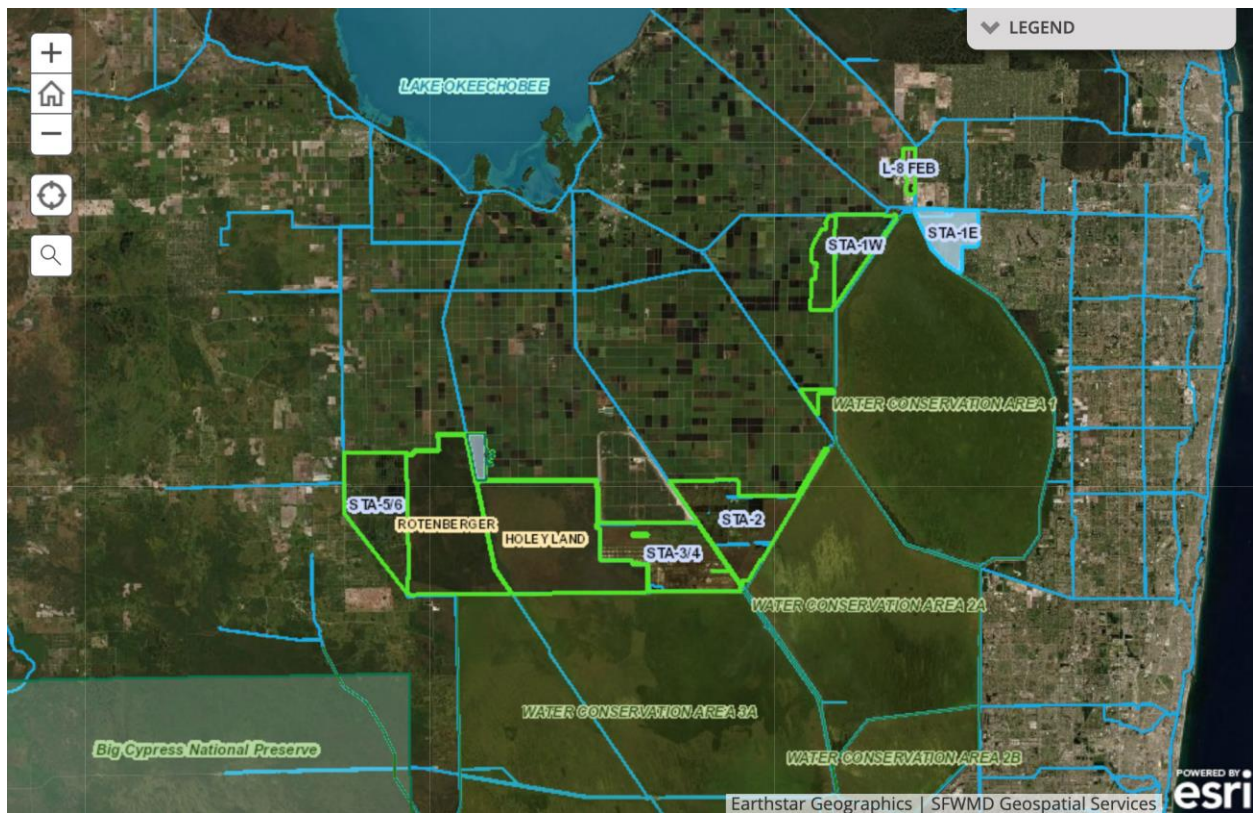 LEGEND
+
−
LAKE OKEECHOBEE
L-8 FEB
STA-1W
STA-1E
WATER CONSERVATION AREA 1
STA-5/6
ROTENBERGER
HOLEYLAND
STA-2
STA-3/4
WATER CONSERVATION AREA 2A
WATER CONSERVATION AREA 3A
Big Cypress National Preserve
WATER CONSERVATION AREA 2B
POWERED BY
esri
Earthstar Geographics | SFWMD Geospatial Services